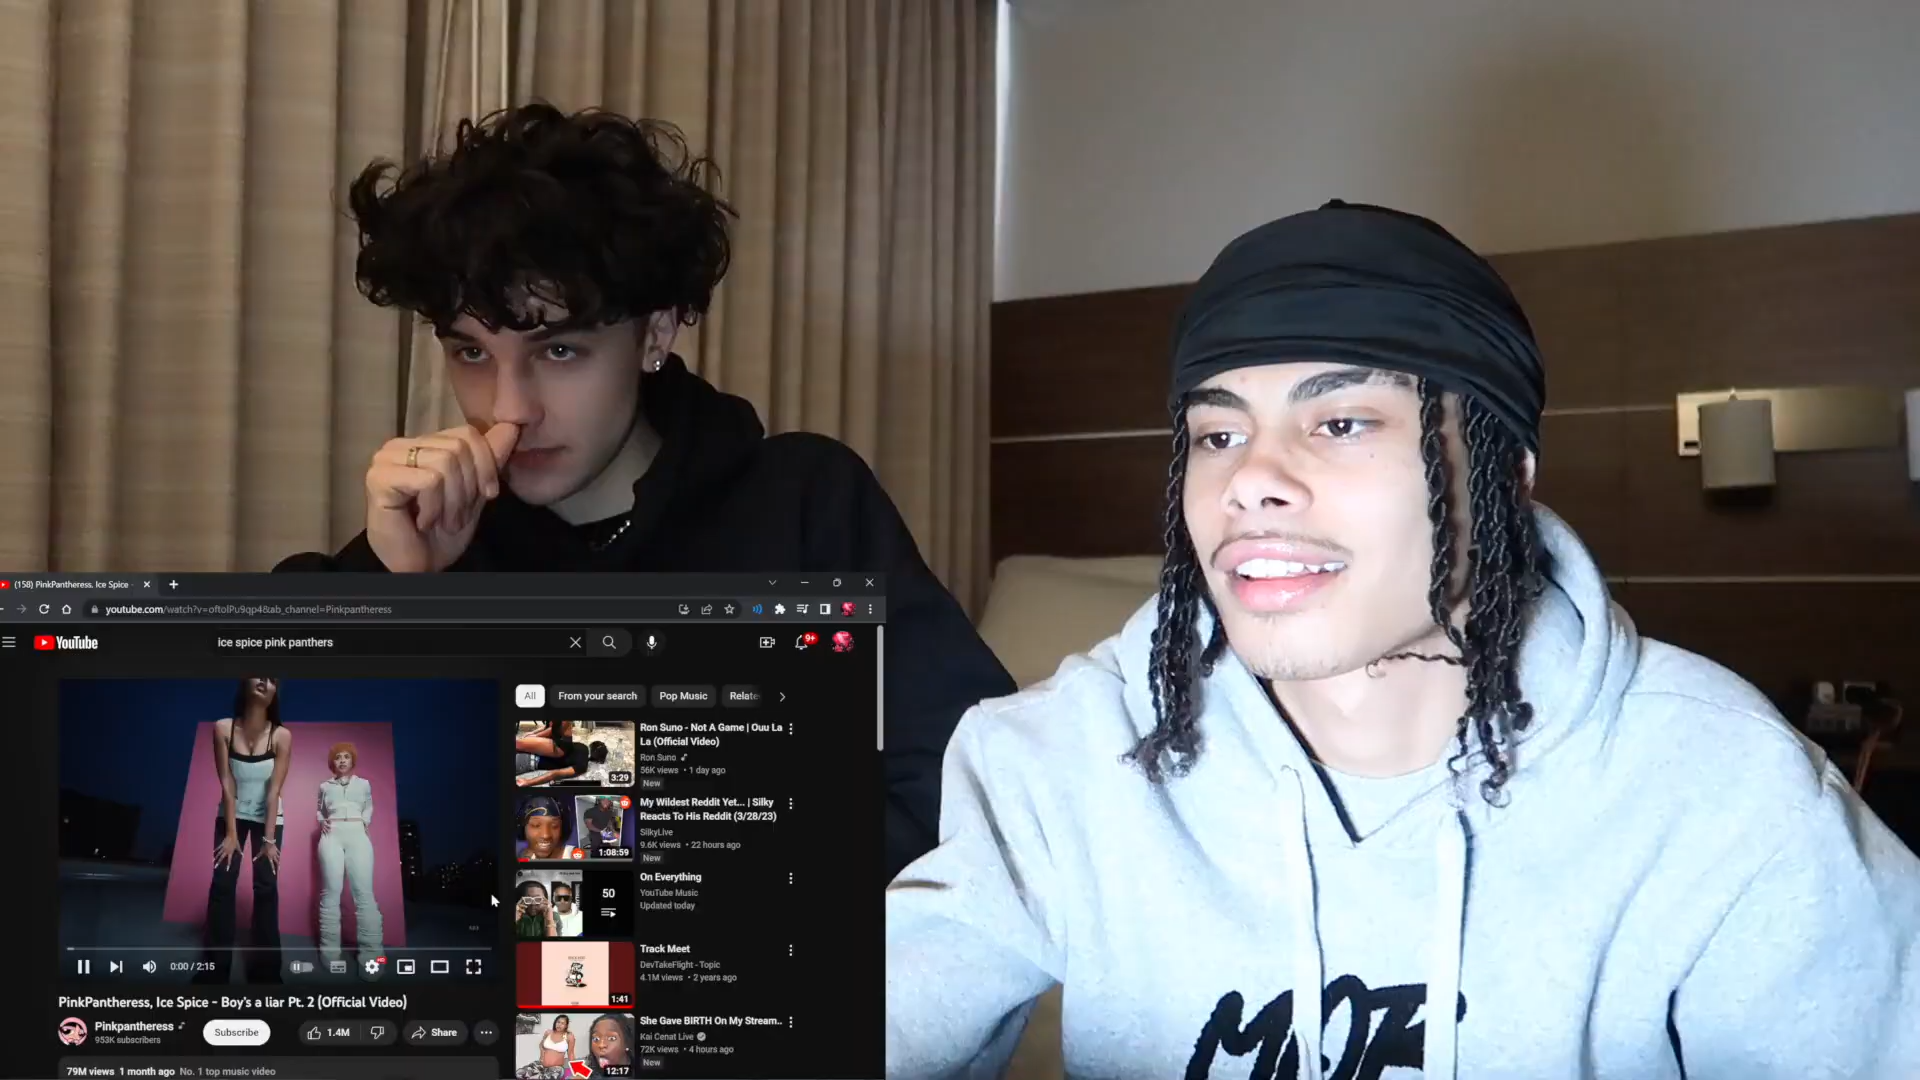 (158) PinkPantheress, Ice Spice -
youtube.com/watch?v=oftolPu9qp4&ab_channel=Pinkpantheress
YouTube
ice spice pink panthers
9+
All
From your search
Pop Music
Relate
Ron Suno - Not A Game | Ouu La
La (Official Video)
Ron Suno
56K views • 1 day ago
New
3:29
My Wildest Reddit Yet... | Silky
Reacts To His Reddit (3/28/23)
SilkyLive
9.6K views • 22 hours ago
New
1:08:59
On Everything
YouTube Music
Updated today
50
Track Meet
DevTakeFlight - Topic
4.1M views • 2 years ago
1:41
She Gave BIRTH On My Stream..
Kai Cenat Live
72K views • 4 hours ago
New
12:17
0:00 / 2:15
PinkPantheress, Ice Spice - Boy's a liar Pt. 2 (Official Video)
Pinkpantheress
953K subscribers
Subscribe
1.4M
Share
79M views 1 month ago No. 1 top music video